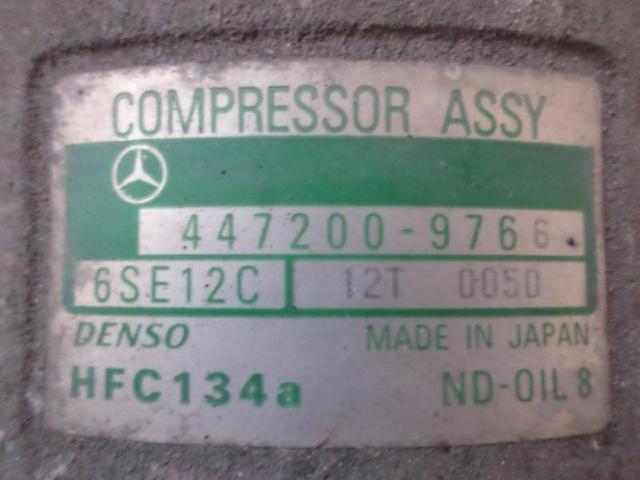 COMPRESSOR ASSY
447200-9766
6SE12C 12T 0050
DENSO MADE IN JAPAN
HFC134a ND-OIL 8